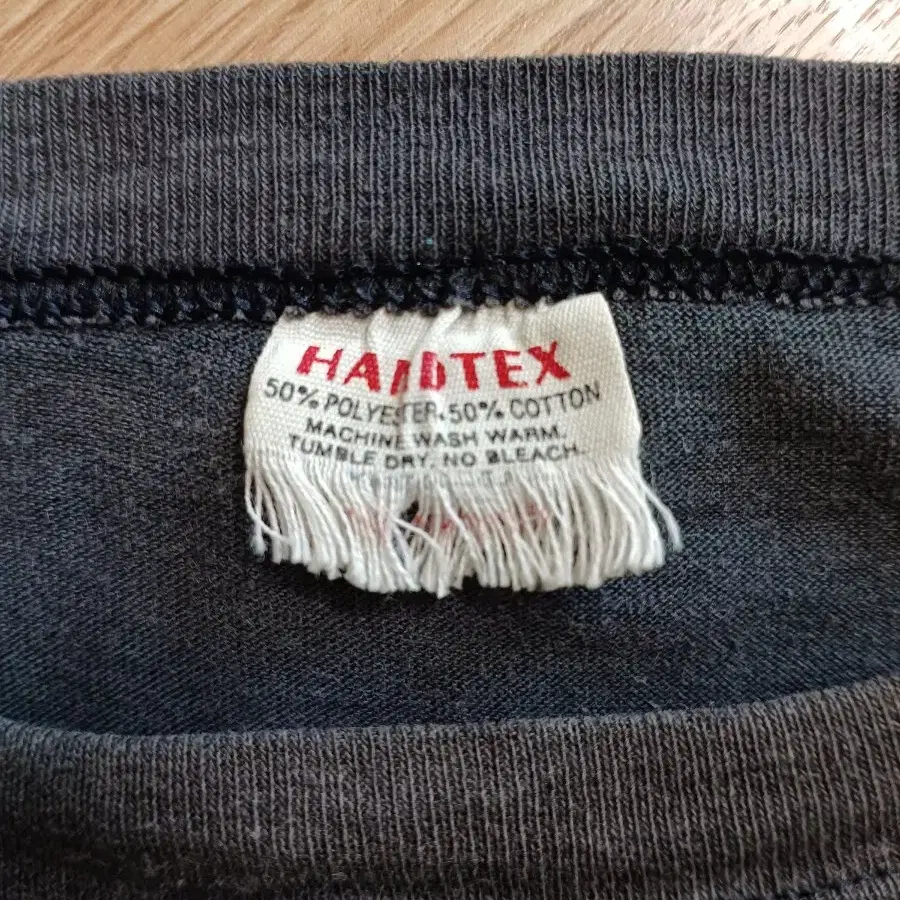 HANDTEX
50% POLYESTER. 50% COTTON
MACHINE WASH WARM.
TUMBLE DRY. NO BLEACH.